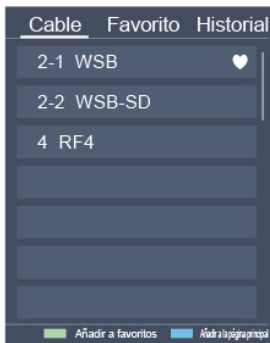 Cable Favorito Historial
2-1 WSB
2-2 WSB-SD
4 RF4
Añadir a favoritos Añadir a la página principal